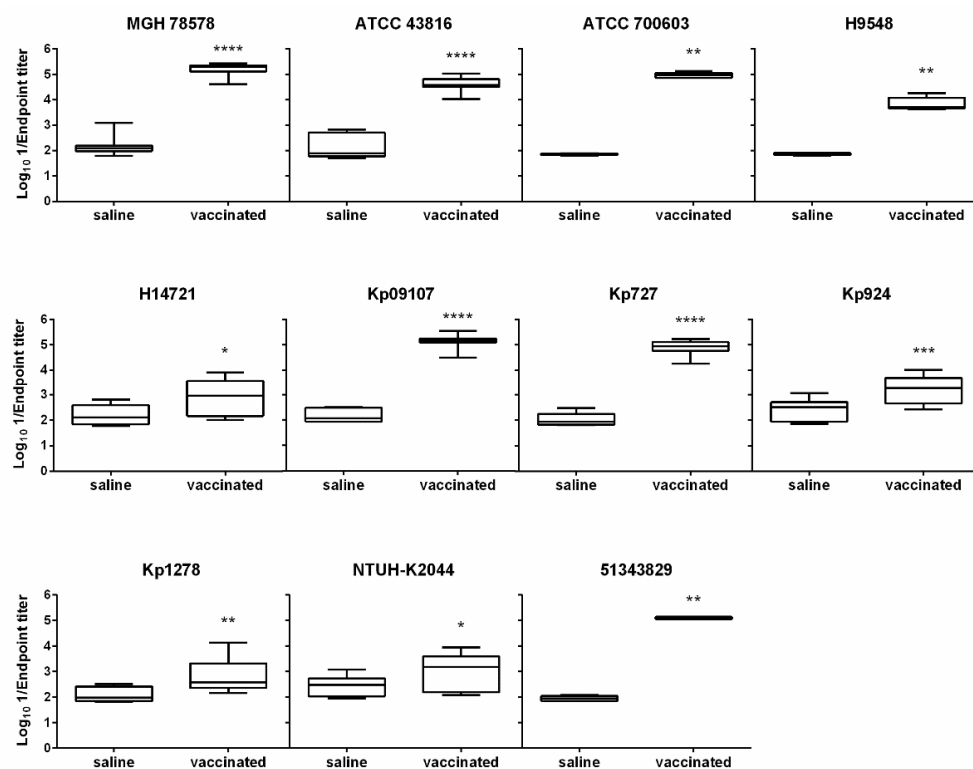 MGH 78578 ATCC 43816 ATCC 700603 H9548
Log10 1/Endpoint titer
6
5
4
3
2
1
0
**** **** ** **
saline vaccinated saline vaccinated saline vaccinated saline vaccinated
H14721 Kp09107 Kp727 Kp924
Log10 1/Endpoint titer
6
5
4
3
2
1
0
* **** **** ***
saline vaccinated saline vaccinated saline vaccinated saline vaccinated
Kp1278 NTUH-K2044 51343829
Log10 1/Endpoint titer
6
5
4
3
2
1
0
** * **
saline vaccinated saline vaccinated saline vaccinated